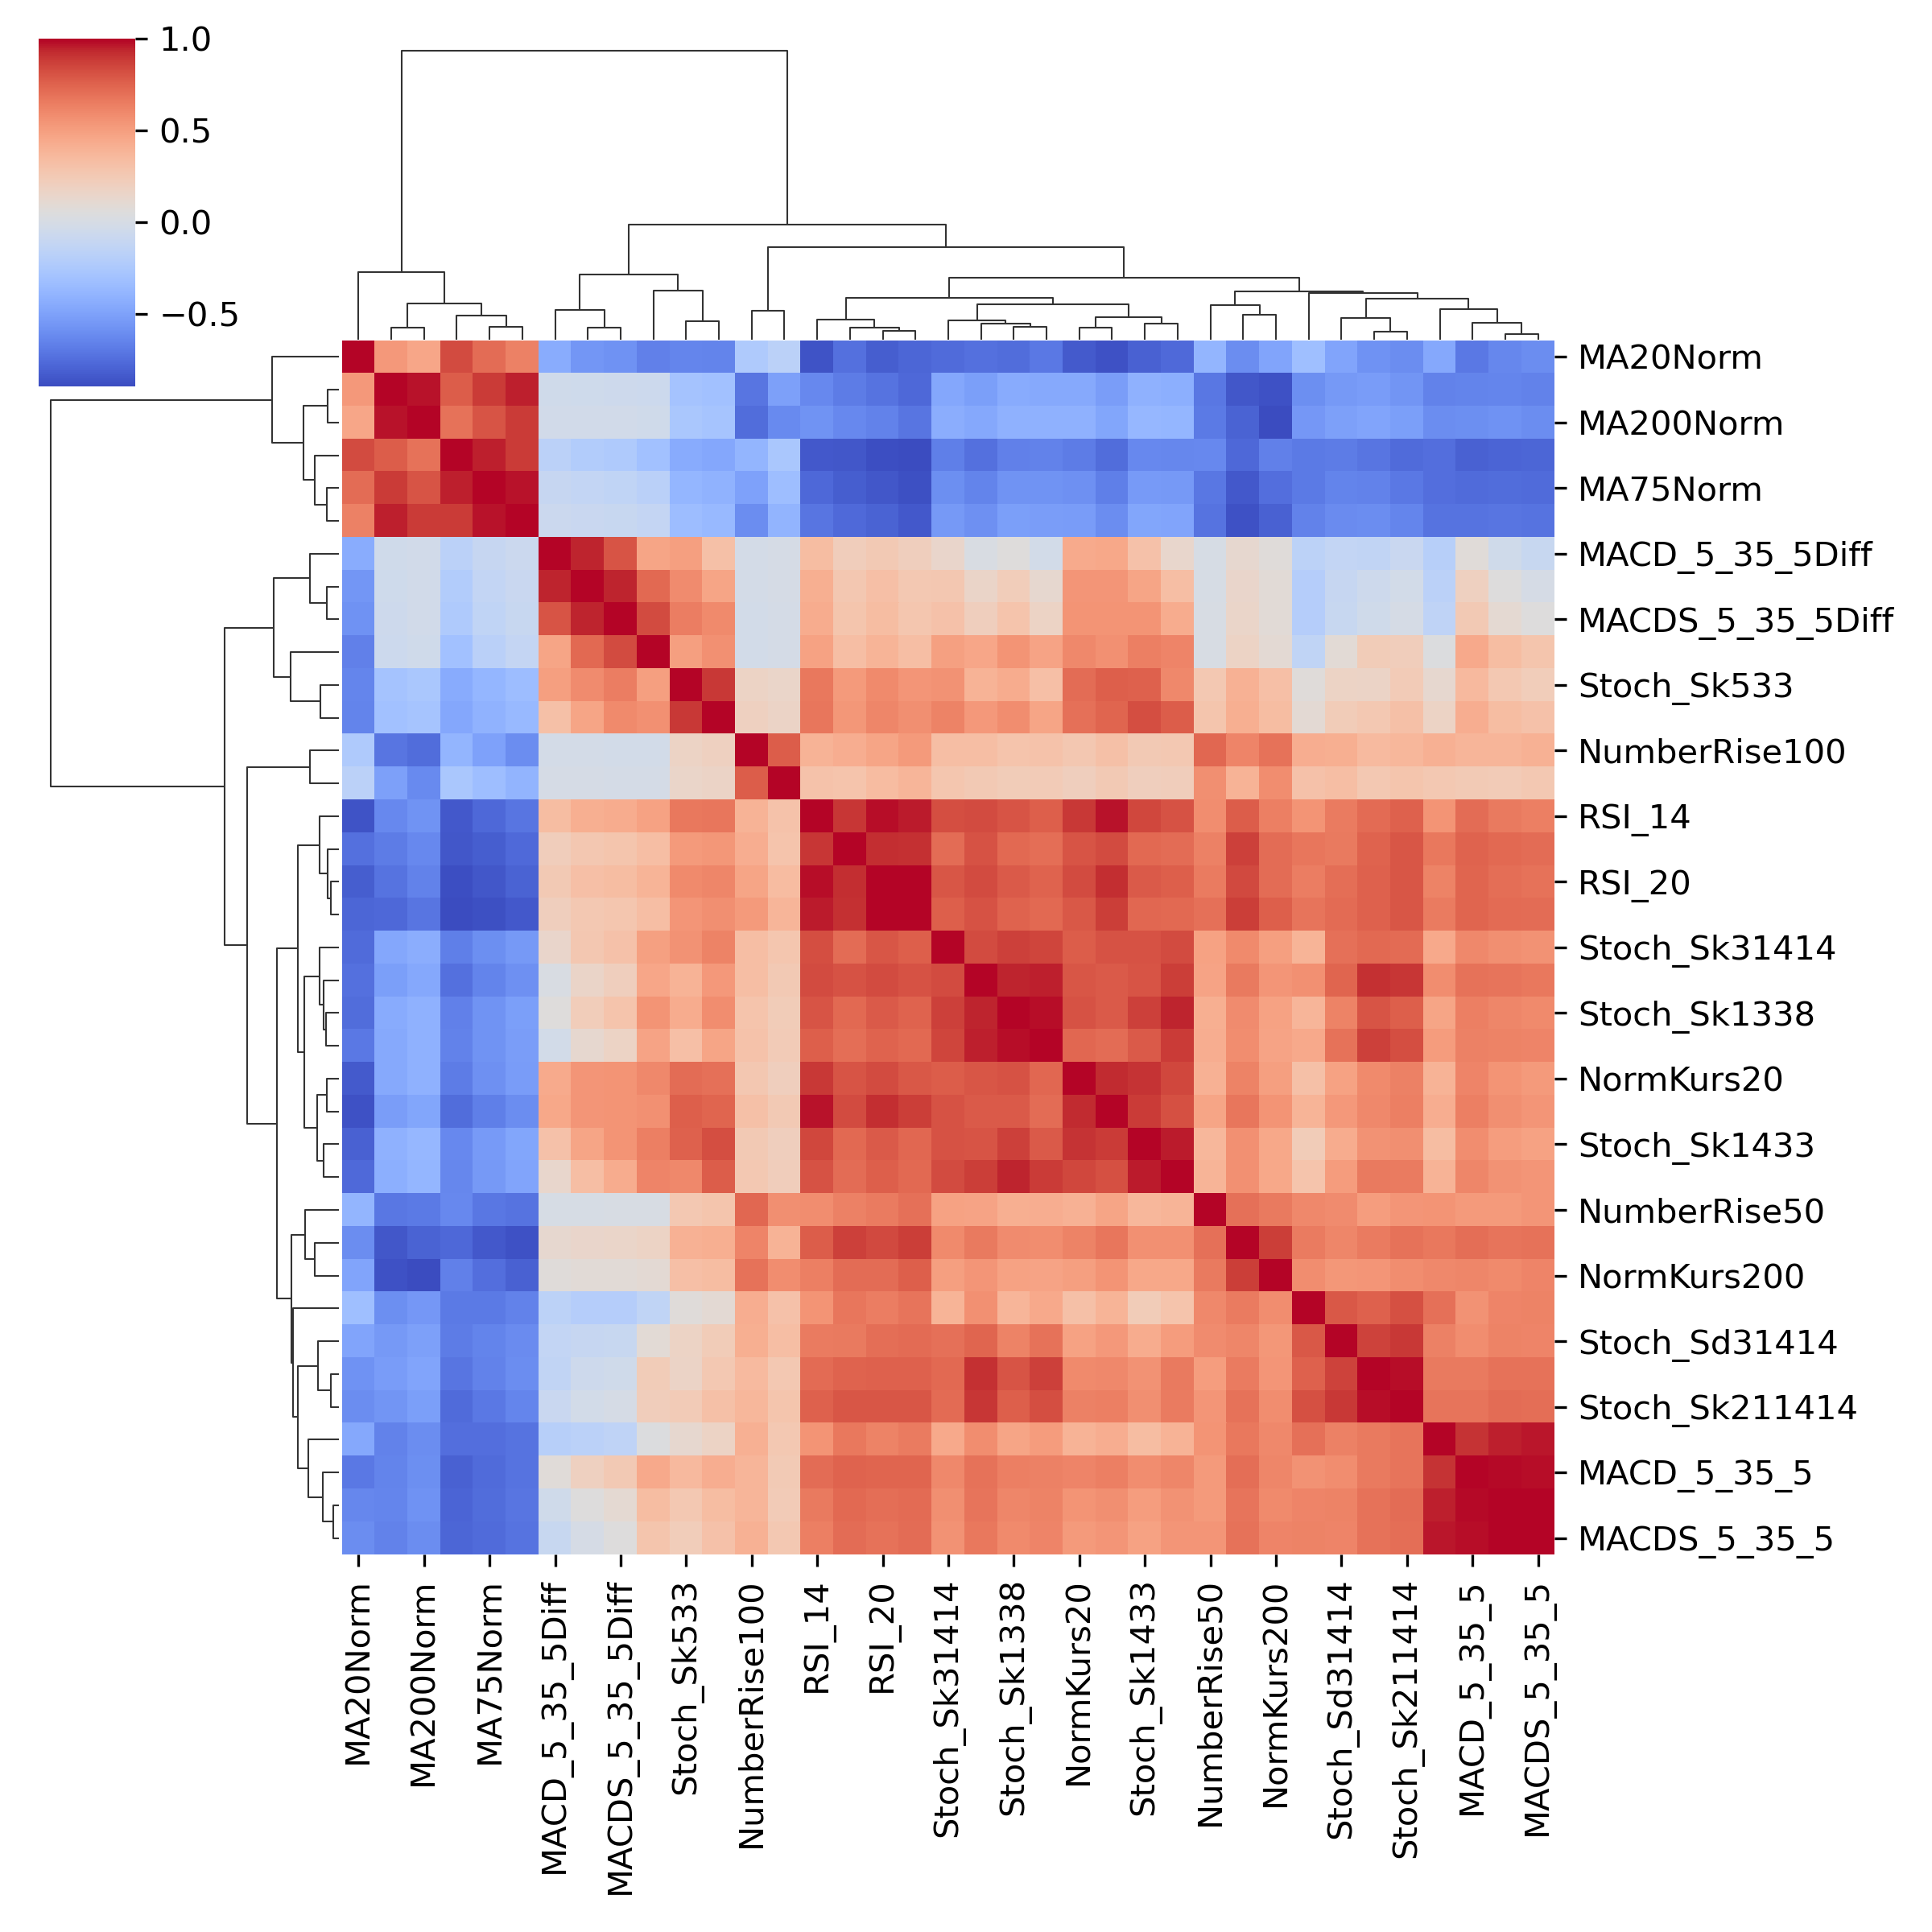 1.0
0.5
0.0
−0.5
MA20Norm
MA200Norm
MA75Norm
MACD_5_35_5Diff
MACDS_5_35_5Diff
Stoch_Sk533
NumberRise100
RSI_14
RSI_20
Stoch_Sk31414
Stoch_Sk1338
NormKurs20
Stoch_Sk1433
NumberRise50
NormKurs200
Stoch_Sd31414
Stoch_Sk211414
MACD_5_35_5
MACDS_5_35_5
MA20Norm
MA200Norm
MA75Norm
MACD_5_35_5Diff
MACDS_5_35_5Diff
Stoch_Sk533
NumberRise100
RSI_14
RSI_20
Stoch_Sk31414
Stoch_Sk1338
NormKurs20
Stoch_Sk1433
NumberRise50
NormKurs200
Stoch_Sd31414
Stoch_Sk211414
MACD_5_35_5
MACDS_5_35_5